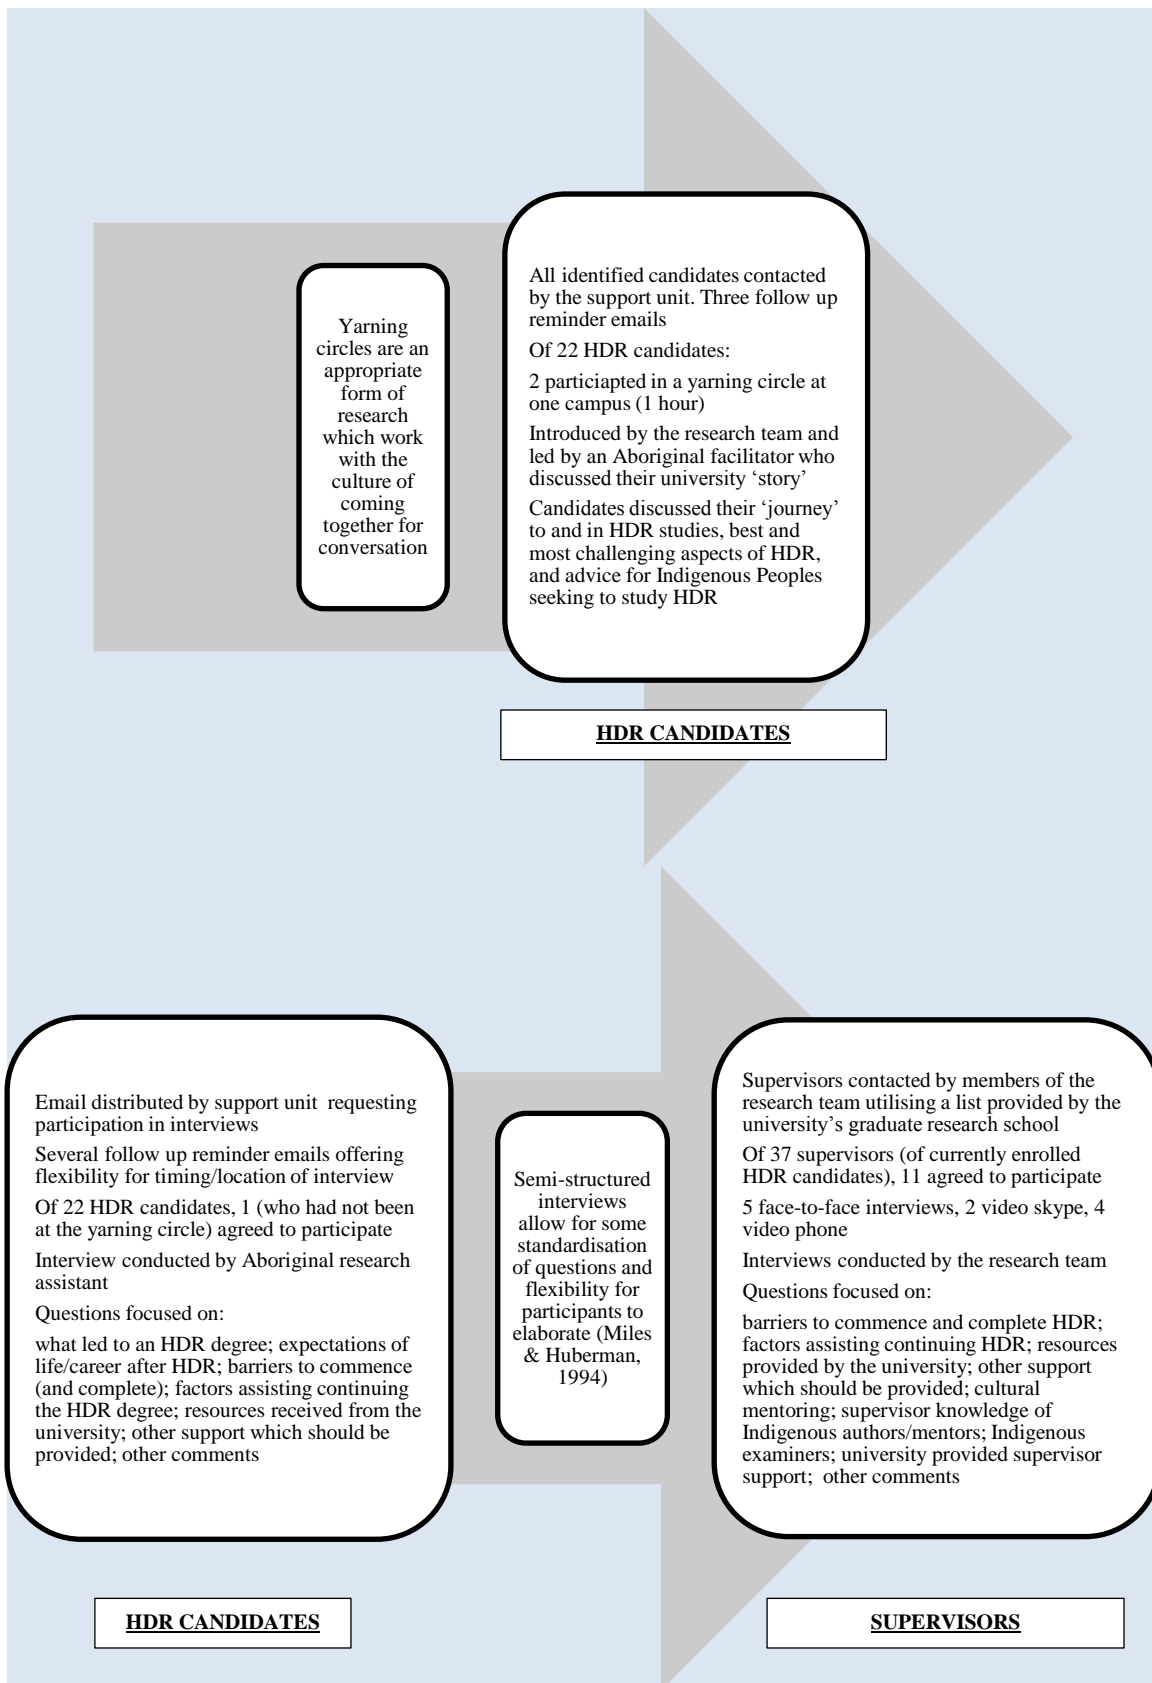 Yarning
circles are an
appropriate
form of
research
which work
with the
culture of
coming
together for
conversation
All identified candidates contacted
by the support unit. Three follow up
reminder emails
Of 22 HDR candidates:
2 particiapted in a yarning circle at
one campus (1 hour)
Introduced by the research team and
led by an Aboriginal facilitator who
discussed their university ‘story’
Candidates discussed their ‘journey’
to and in HDR studies, best and
most challenging aspects of HDR,
and advice for Indigenous Peoples
seeking to study HDR
HDR CANDIDATES
Email distributed by support unit requesting
participation in interviews
Several follow up reminder emails offering
flexibility for timing/location of interview
Of 22 HDR candidates, 1 (who had not been
at the yarning circle) agreed to participate
Interview conducted by Aboriginal research
assistant
Questions focused on:
what led to an HDR degree; expectations of
life/career after HDR; barriers to commence
(and complete); factors assisting continuing
the HDR degree; resources received from the
university; other support which should be
provided; other comments
HDR CANDIDATES
Semi-structured
interviews
allow for some
standardisation
of questions and
flexibility for
participants to
elaborate (Miles
& Huberman,
1994)
Supervisors contacted by members of the
research team utilising a list provided by the
university’s graduate research school
Of 37 supervisors (of currently enrolled
HDR candidates), 11 agreed to participate
5 face-to-face interviews, 2 video skype, 4
video phone
Interviews conducted by the research team
Questions focused on:
barriers to commence and complete HDR;
factors assisting continuing HDR; resources
provided by the university; other support
which should be provided; cultural
mentoring; supervisor knowledge of
Indigenous authors/mentors; Indigenous
examiners; university provided supervisor
support; other comments
SUPERVISORS